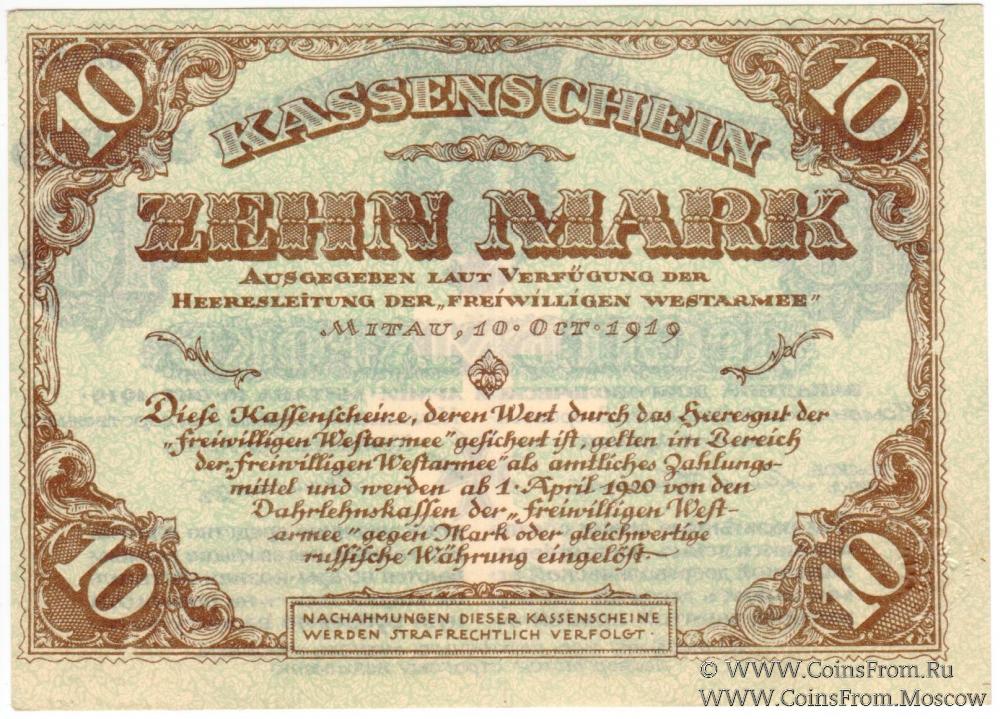 10 10
KASSENSCHEIN
ZEHN MARK
AUSGEGEBEN LAUT VERFÜGUNG DER
HEERESLEITUNG DER „FREIWILLIGEN WESTARMEE“
MITAU, 10·OCT·1919
Diese Kassenscheine, deren Wert durch das Heeresgut der
„Freiwilligen Westarmee“ gesichert ist, gelten im Bereich
der „Freiwilligen Westarmee“ als amtliches Zahlungs-
mittel und werden ab 1·April 1920 von den
Dahrlehnskassen der „Freiwilligen West-
armee“ gegen Mark oder gleichwertige
russische Währung eingelöst-
10 10
NACHAHMUNGEN DIESER KASSENSCHEINE
WERDEN STRAFRECHTLICH VERFOLGT·
© WWW.CoinsFrom.Ru
WWW.CoinsFrom.Moscow